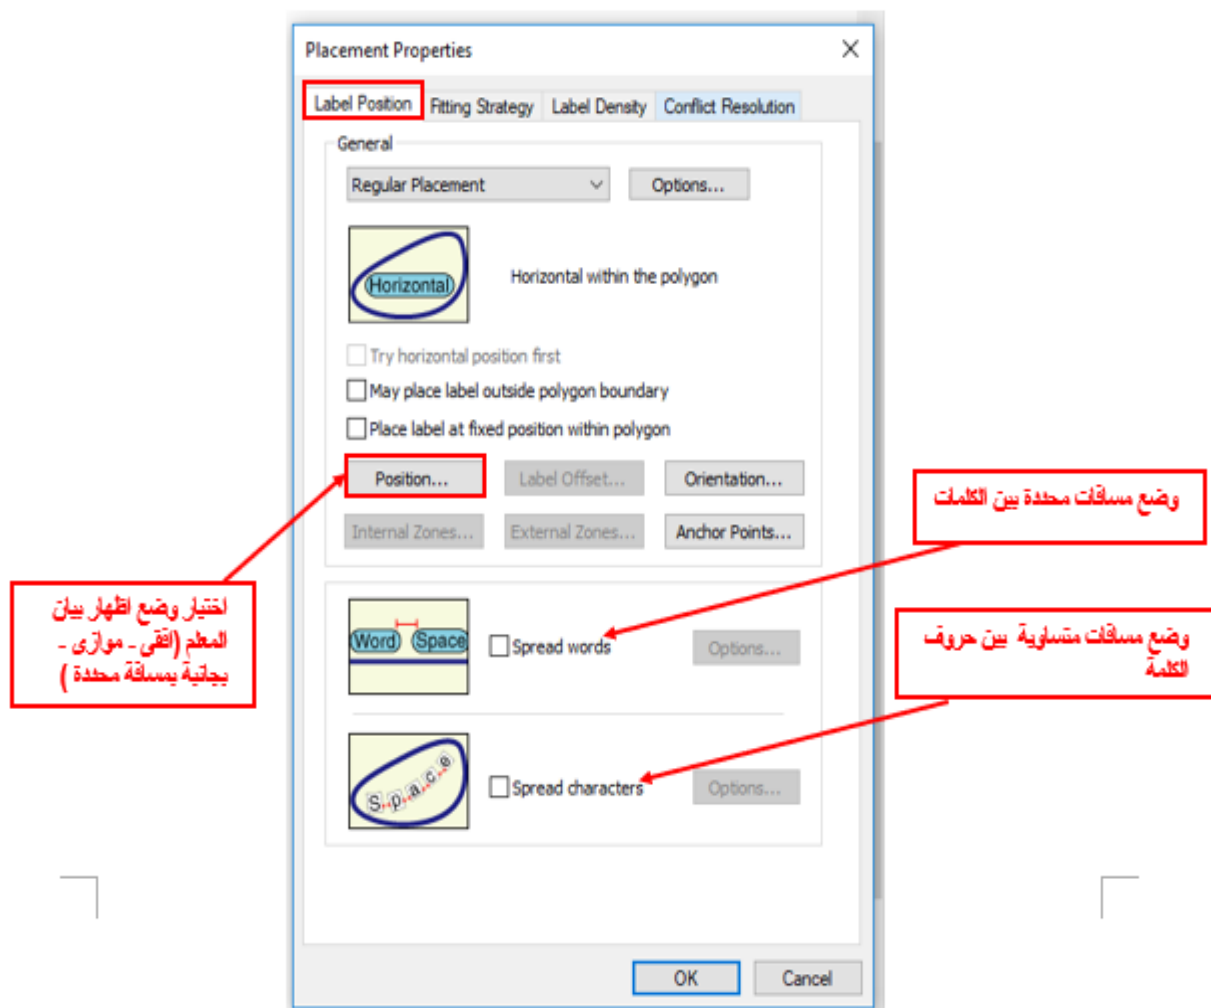 Placement Properties
Label Position Fitting Strategy Label Density Conflict Resolution
General
Regular Placement Options...
Horizontal
Horizontal within the polygon
Try horizontal position first
May place label outside polygon boundary
Place label at fixed position within polygon
Position... Label Offset... Orientation...
Internal Zones... External Zones... Anchor Points...
Word Space
Spread words Options...
Space
Spread characters Options...
OK Cancel
وضع مسافات محددة بين الكلمات
وضع مسافات متساوية بين حروف
الكلمة
اختيار وضع اظهار بيان
المعلم (افقى - موازى -
بجانبة بمسافة محددة )